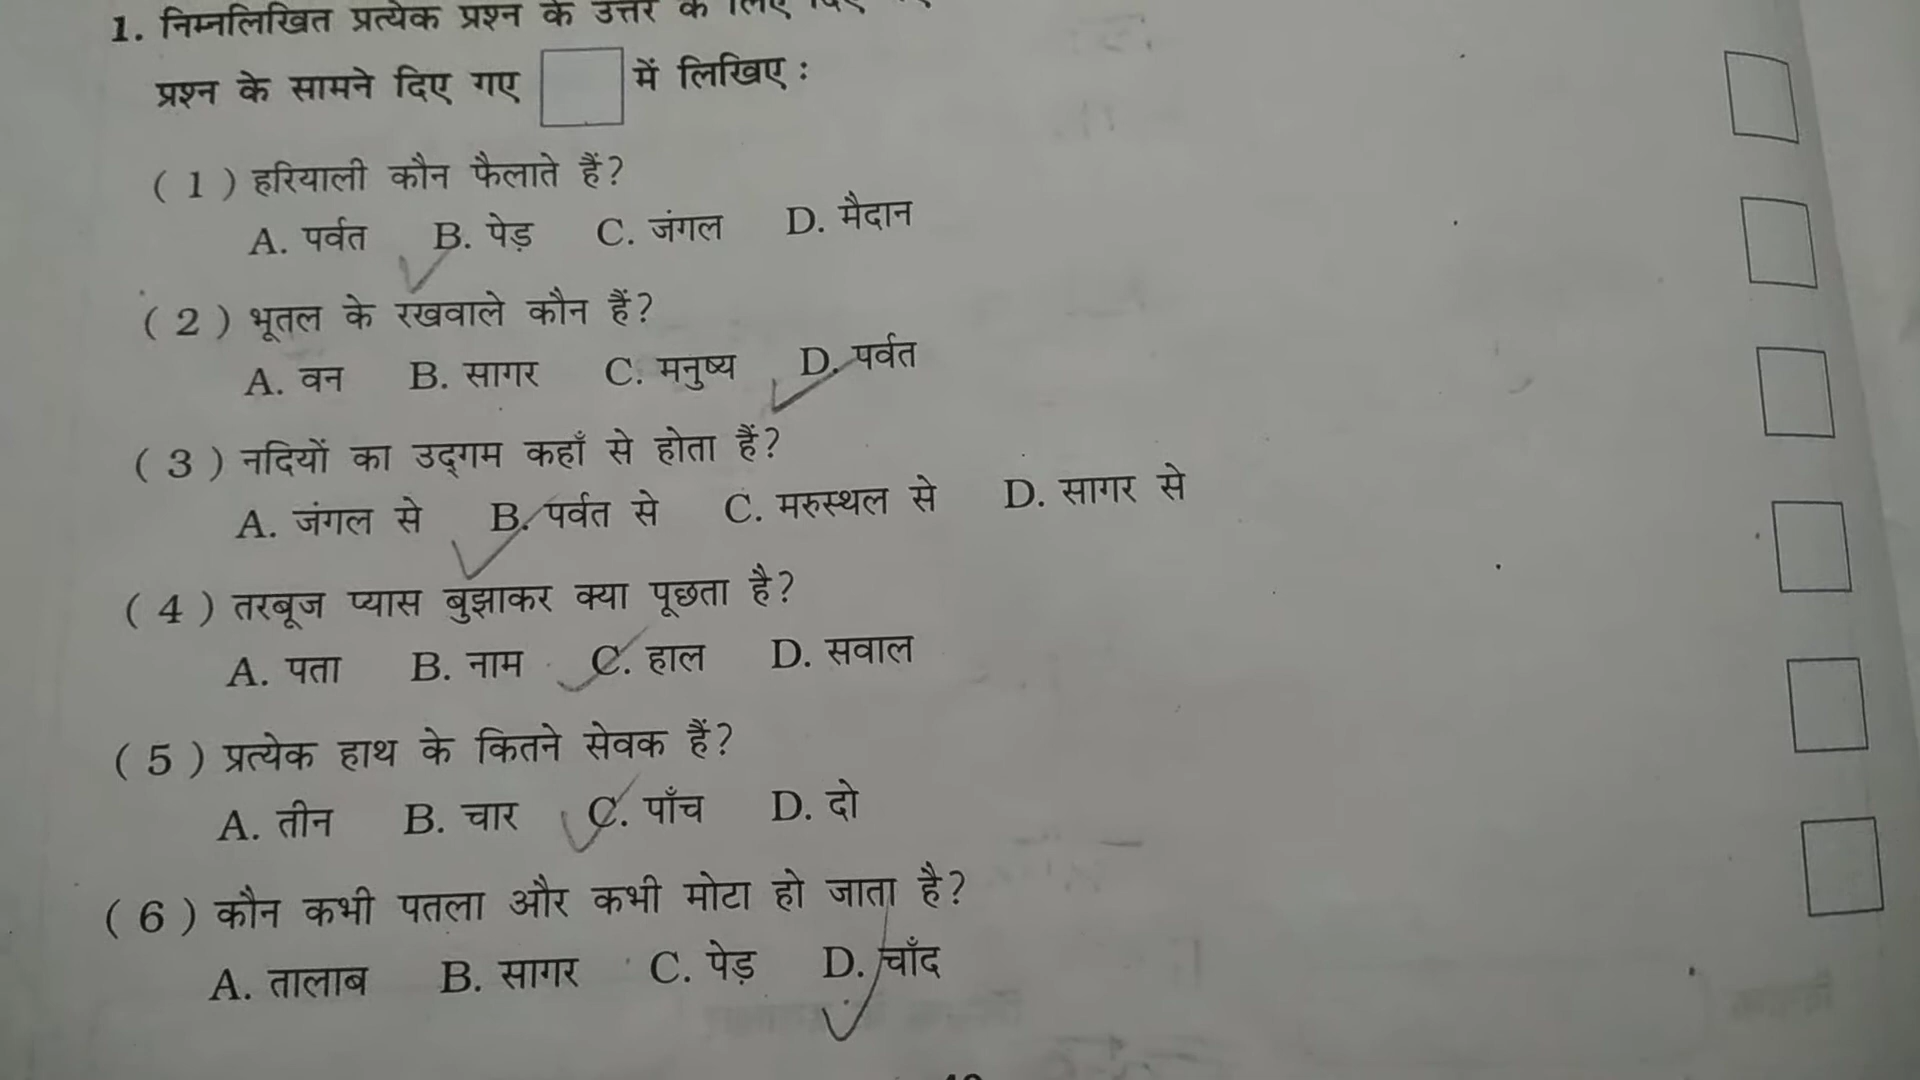 1. निम्नलिखित प्रत्येक प्रश्न के उत्तर के लिए दिए
प्रश्न के सामने दिए गए में लिखिए :
( 1 ) हरियाली कौन फैलाते हैं?
A. पर्वत B. पेड़ C. जंगल D. मैदान
( 2 ) भूतल के रखवाले कौन हैं?
A. वन B. सागर C. मनुष्य D. पर्वत
( 3 ) नदियों का उद्‌गम कहाँ से होता हैं?
A. जंगल से B. पर्वत से C. मरुस्थल से D. सागर से
( 4 ) तरबूज प्यास बुझाकर क्या पूछता है?
A. पता B. नाम C. हाल D. सवाल
( 5 ) प्रत्येक हाथ के कितने सेवक हैं?
A. तीन B. चार C. पाँच D. दो
( 6 ) कौन कभी पतला और कभी मोटा हो जाता है?
A. तालाब B. सागर C. पेड़ D. चाँद